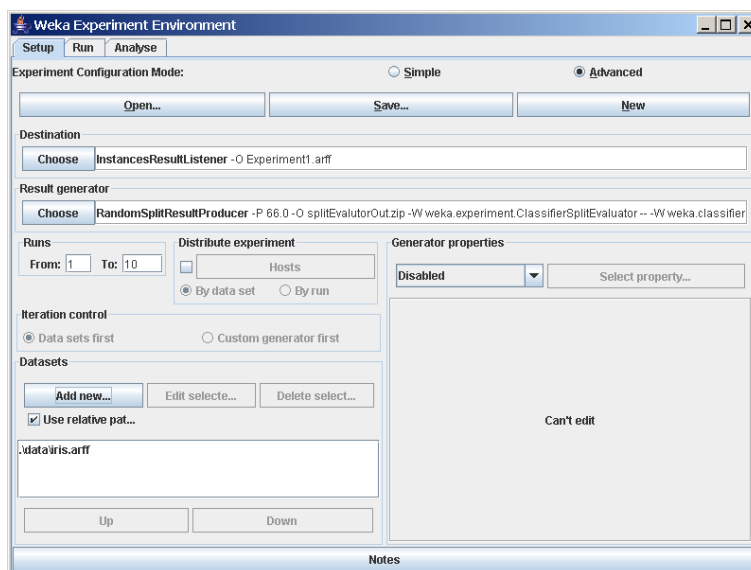 Weka Experiment Environment
Setup Run Analyse
Experiment Configuration Mode: Simple Advanced
Open... Save... New
Destination
Choose InstancesResultListener -O Experiment1.arff
Result generator
Choose RandomSplitResultProducer -P 66.0 -O splitEvalutorOut.zip -W weka.experiment.ClassifierSplitEvaluator -- -W weka.classifier
Runs
From: 1 To: 10
Distribute experiment
Hosts
By data set By run
Generator properties
Disabled Select property...
Can't edit
Iteration control
Data sets first Custom generator first
Datasets
Add new... Edit selecte... Delete select...
Use relative pat...
.\data\iris.arff
Up Down
Notes